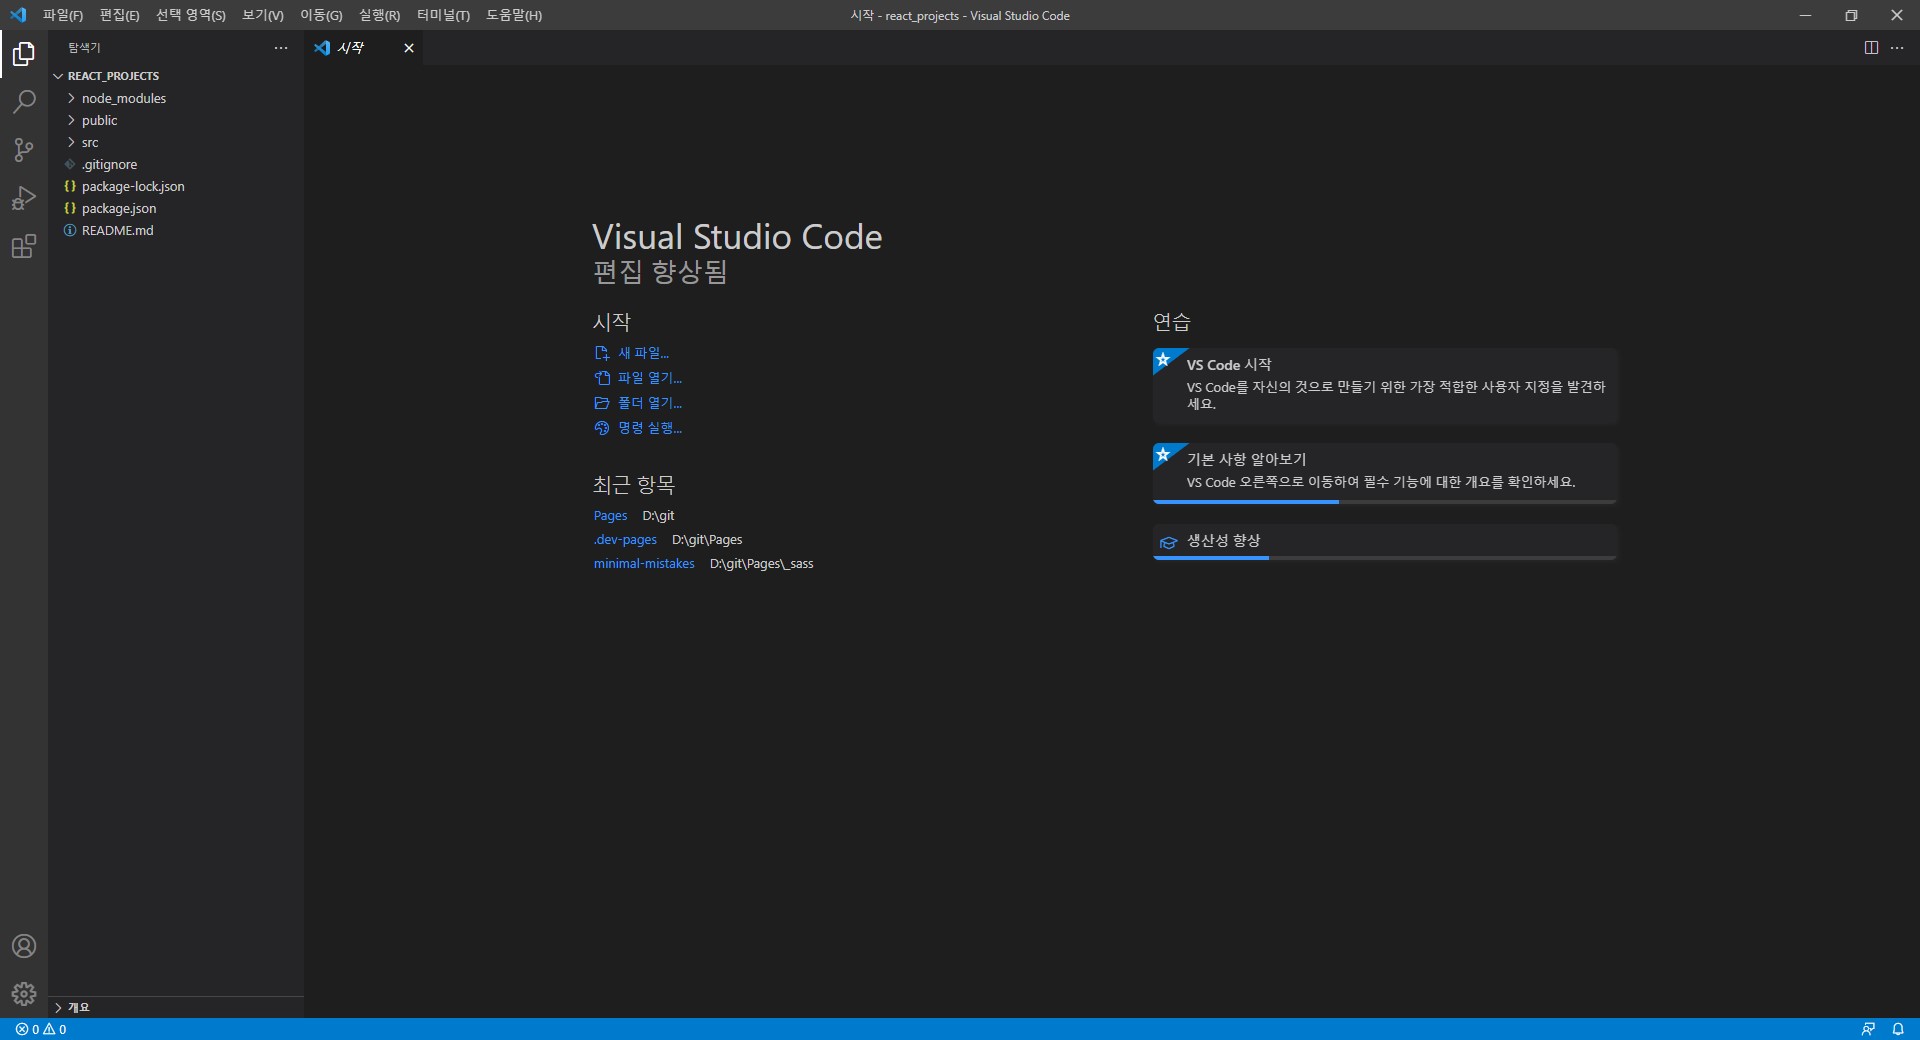 파일(F) 편집(E) 선택 영역(S) 보기(V) 이동(G) 실행(R) 터미널(T) 도움말(H) 시작 - react_projects - Visual Studio Code
탐색기
시작
REACT_PROJECTS
node_modules
public
src
.gitignore
package-lock.json
package.json
README.md
Visual Studio Code
편집 향상됨
시작
새 파일...
파일 열기...
폴더 열기...
명령 실행...
최근 항목
Pages D:\git
.dev-pages D:\git\Pages
minimal-mistakes D:\git\Pages\_sass
연습
VS Code 시작
VS Code를 자신의 것으로 만들기 위한 가장 적합한 사용자 지정을 발견하
세요.
기본 사항 알아보기
VS Code 오른쪽으로 이동하여 필수 기능에 대한 개요를 확인하세요.
생산성 향상
개요
0 0